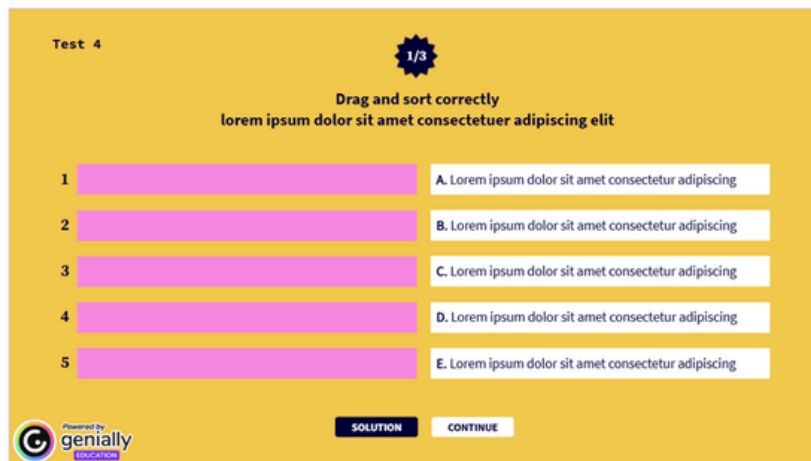 Test 4
1/3
Drag and sort correctly
lorem ipsum dolor sit amet consectetuer adipiscing elit
1
A. Lorem ipsum dolor sit amet consectetur adipiscing
2
B. Lorem ipsum dolor sit amet consectetur adipiscing
3
C. Lorem ipsum dolor sit amet consectetur adipiscing
4
D. Lorem ipsum dolor sit amet consectetur adipiscing
5
E. Lorem ipsum dolor sit amet consectetur adipiscing
SOLUTION
CONTINUE
Powered by
genially
EDUCATION